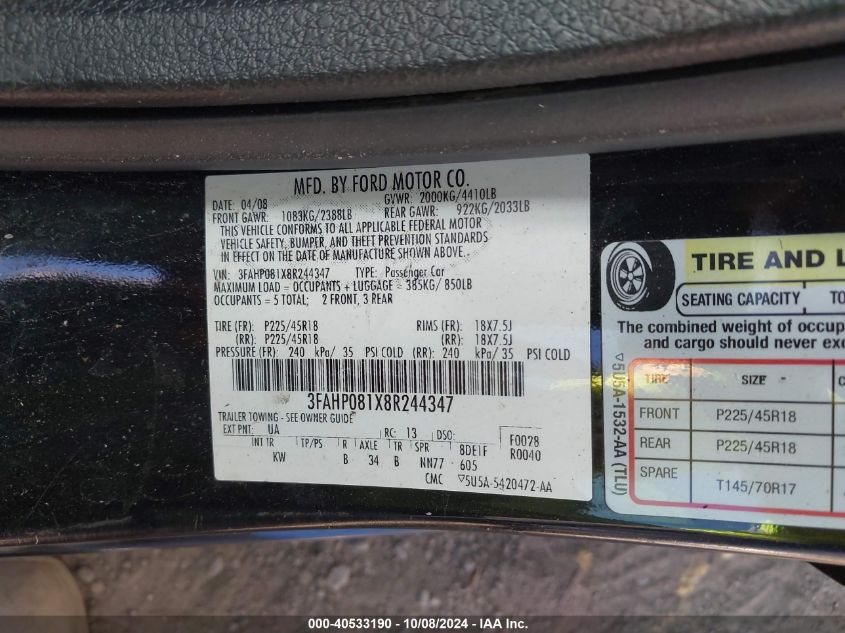 MFD. BY FORD MOTOR CO.
DATE: 04/08 GVWR: 2000KG/4410LB
FRONT GAWR: 1083KG/2388LB REAR GAWR: 922KG/2033LB
THIS VEHICLE CONFORMS TO ALL APPLICABLE FEDERAL MOTOR
VEHICLE SAFETY, BUMPER, AND THEFT PREVENTION STANDARDS
IN EFFECT ON THE DATE OF MANUFACTURE SHOWN ABOVE.
VIN: 3FAHP081X8R244347 TYPE: Passenger Car
MAXIMUM LOAD = OCCUPANTS + LUGGAGE = 385KG/ 850LB
OCCUPANTS = 5 TOTAL; 2 FRONT, 3 REAR
TIRE (FR): P225/45R18 RIMS (FR): 18X7.5J
(RR): P225/45R18 (RR): 18X7.5J
PRESSURE (FR): 240 kPa/ 35 PSI COLD (RR): 240 kPa/ 35 PSI COLD
3FAHP081X8R244347
TRAILER TOWING - SEE OWNER GUIDE
EXT PNT: UA RC: 13 DSO: F0028
INT TR TP/PS R AXLE TR SPR 8DE1F R0040
KW B 34 B NN77 605
CMC ▽5U5A-5420472-AA
TIRE AND L
SEATING CAPACITY TO
The combined weight of occup
and cargo should never exc
TIRE SIZE C
FRONT P225/45R18
REAR P225/45R18
SPARE T145/70R17
▽5U5A-1532-AA (TLU)
000-40533190 - 10/08/2024 - IAA Inc.